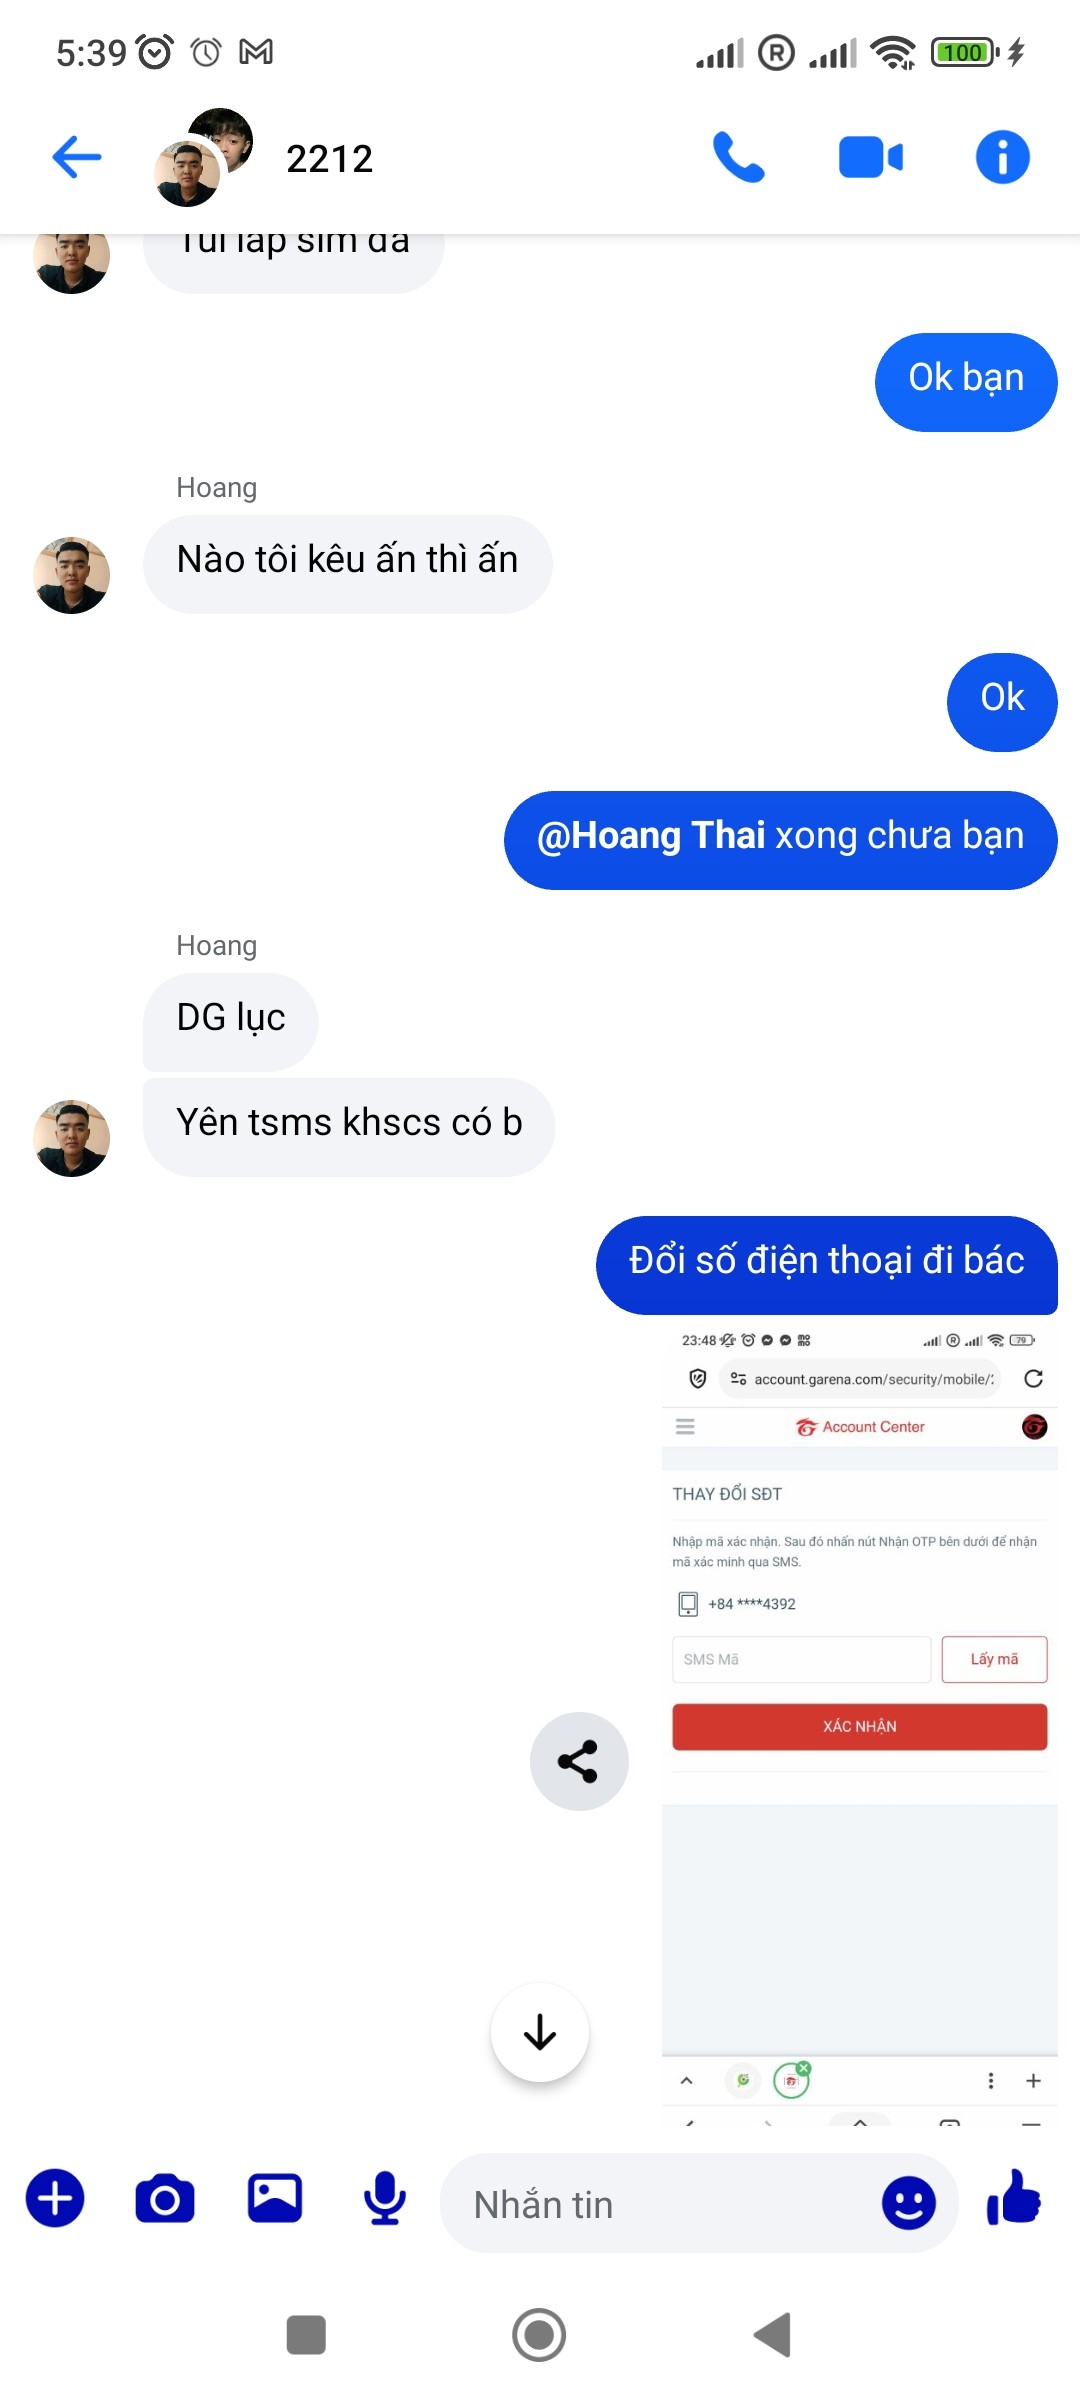 5:39
100
2212
Tui lắp sim đã
Ok bạn
Hoang
Nào tôi kêu ấn thì ấn
Ok
@Hoang Thai xong chưa bạn
Hoang
DG lục
Yên tsms khscs có b
Đổi số điện thoại đi bác
23:48
79
account.garena.com/security/mobile/
Account Center
THAY ĐỔI SĐT
Nhập mã xác nhận. Sau đó nhấn nút Nhận OTP bên dưới để nhận
mã xác minh qua SMS.
+84 ****4392
SMS Mã
Lấy mã
XÁC NHẬN
Nhắn tin